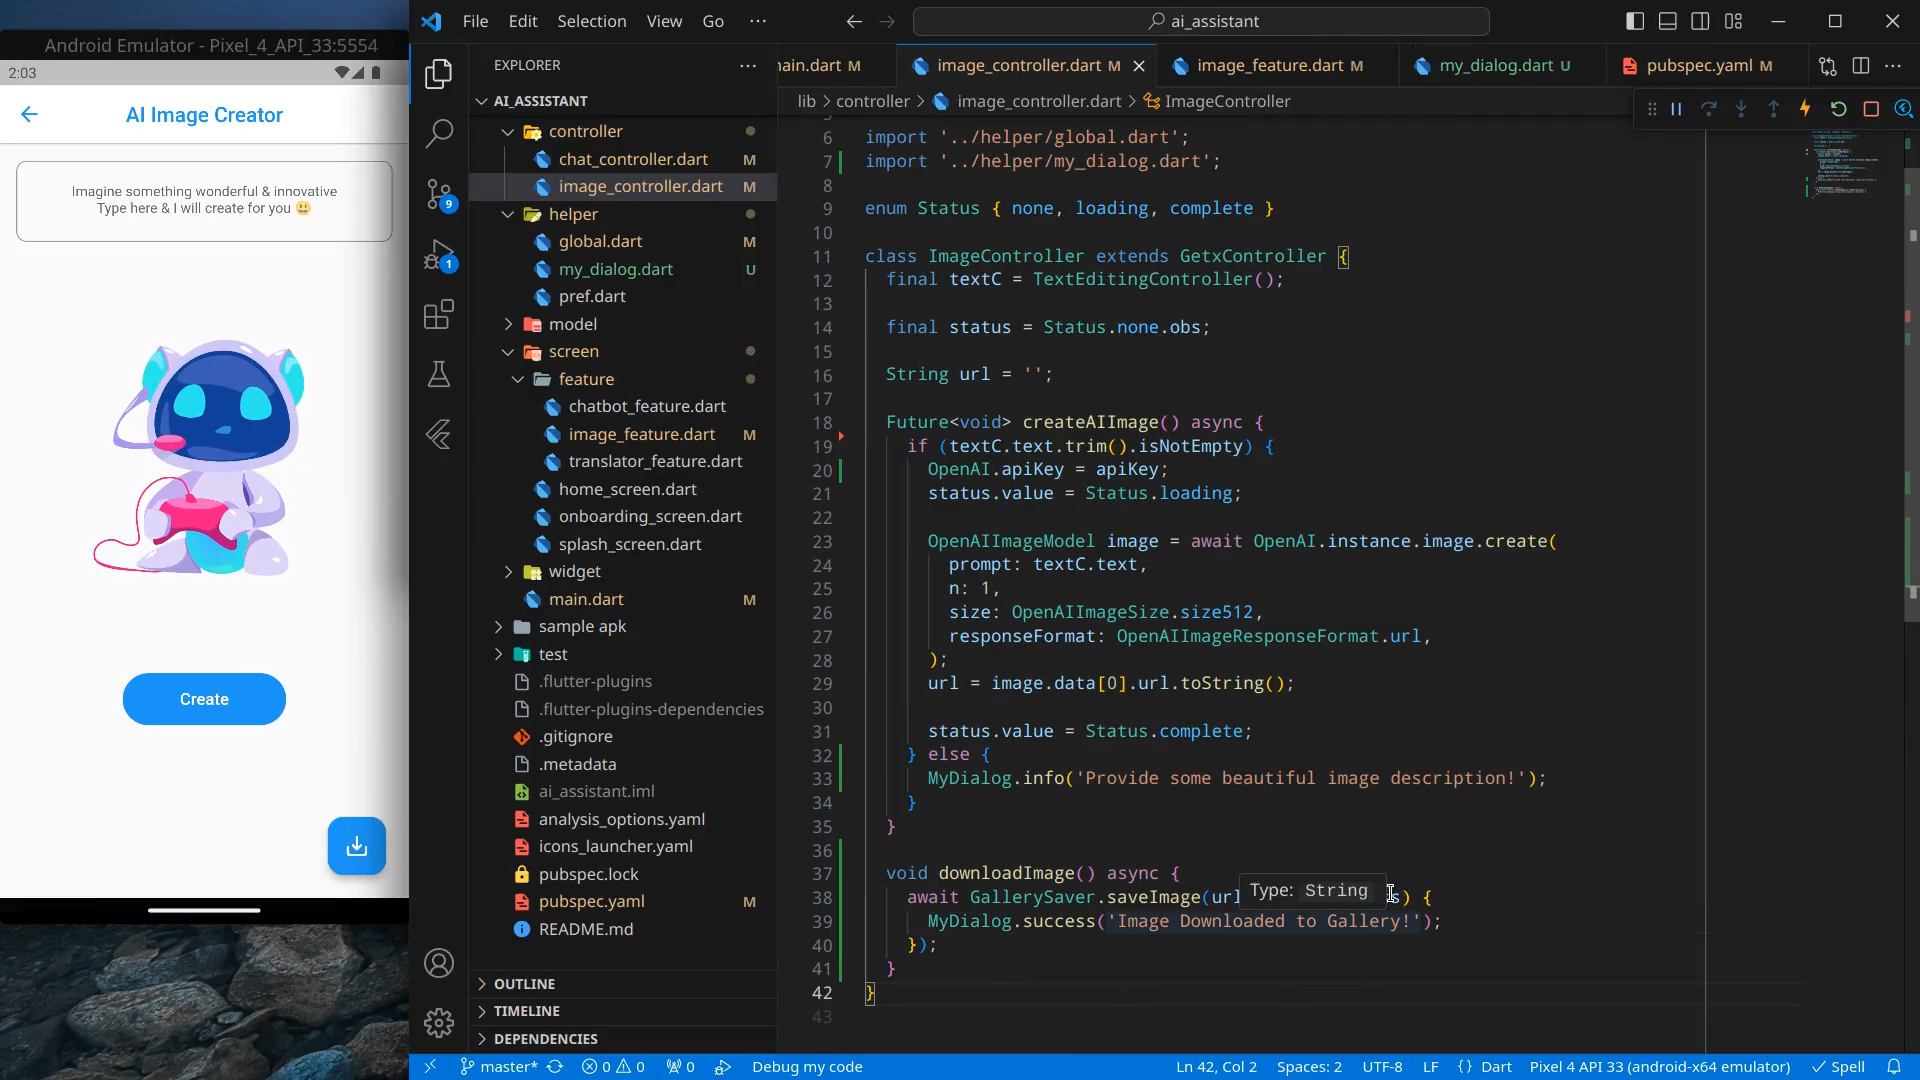 Android Emulator - Pixel_4_API_33:5554
2:03
AI Image Creator
Imagine something wonderful & innovative
Type here & I will create for you 😃
Create
File Edit Selection View Go ···
ai_assistant
EXPLORER
AI_ASSISTANT
controller
chat_controller.dart M
image_controller.dart M
helper
global.dart M
my_dialog.dart U
pref.dart
model
screen
feature
chatbot_feature.dart
image_feature.dart M
translator_feature.dart
home_screen.dart
onboarding_screen.dart
splash_screen.dart
widget
main.dart M
sample apk
test
.flutter-plugins
.flutter-plugins-dependencies
.gitignore
.metadata
ai_assistant.iml
analysis_options.yaml
icons_launcher.yaml
pubspec.lock
pubspec.yaml M
README.md
OUTLINE
TIMELINE
DEPENDENCIES
9
1
main.dart M
image_controller.dart M
image_feature.dart M
my_dialog.dart U
pubspec.yaml M
lib > controller > image_controller.dart > ImageController
6 import '../helper/global.dart';
7 import '../helper/my_dialog.dart';
8
9 enum Status { none, loading, complete }
10
11 class ImageController extends GetxController {
12 final textC = TextEditingController();
13
14 final status = Status.none.obs;
15
16 String url = '';
17
18 Future<void> createAIImage() async {
19 if (textC.text.trim().isNotEmpty) {
20 OpenAI.apiKey = apiKey;
21 status.value = Status.loading;
22
23 OpenAIImageModel image = await OpenAI.instance.image.create(
24 prompt: textC.text,
25 n: 1,
26 size: OpenAIImageSize.size512,
27 responseFormat: OpenAIImageResponseFormat.url,
28 );
29 url = image.data[0].url.toString();
30
31 status.value = Status.complete;
32 } else {
33 MyDialog.info('Provide some beautiful image description!');
34 }
35 }
36
37 void downloadImage() async {
38 await GallerySaver.saveImage(url s) {
Type: String
39 MyDialog.success('Image Downloaded to Gallery!');
40 });
41 }
42 }
43
master* 0 0 0 Debug my code Ln 42, Col 2 Spaces: 2 UTF-8 LF {} Dart Pixel 4 API 33 (android-x64 emulator) Spell